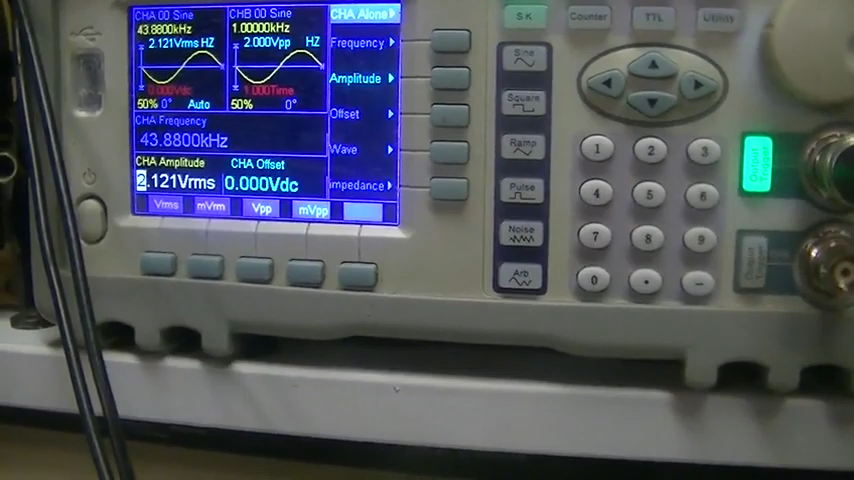 CHA 00 Sine
43.8800kHz
2.121Vrms HZ
0.000Vdc
50% 0° Auto
CHB 00 Sine
1.00000kHz
2.000Vpp HZ
1.000Time
50% 0°
CHA Alone
Frequency
Amplitude
Offset
Wave
impedance
CHA Frequency
43.8800kHz
CHA Amplitude
2.121Vrms
CHA Offset
0.000Vdc
Vrms mVrm Vpp mVpp
SK Counter TTL Utility
Sine
Square
Ramp
Pulse
Noise
Arb
1 2 3
4 5 6
7 8 9
0 • −
Output
Trigger
Output
Trigger